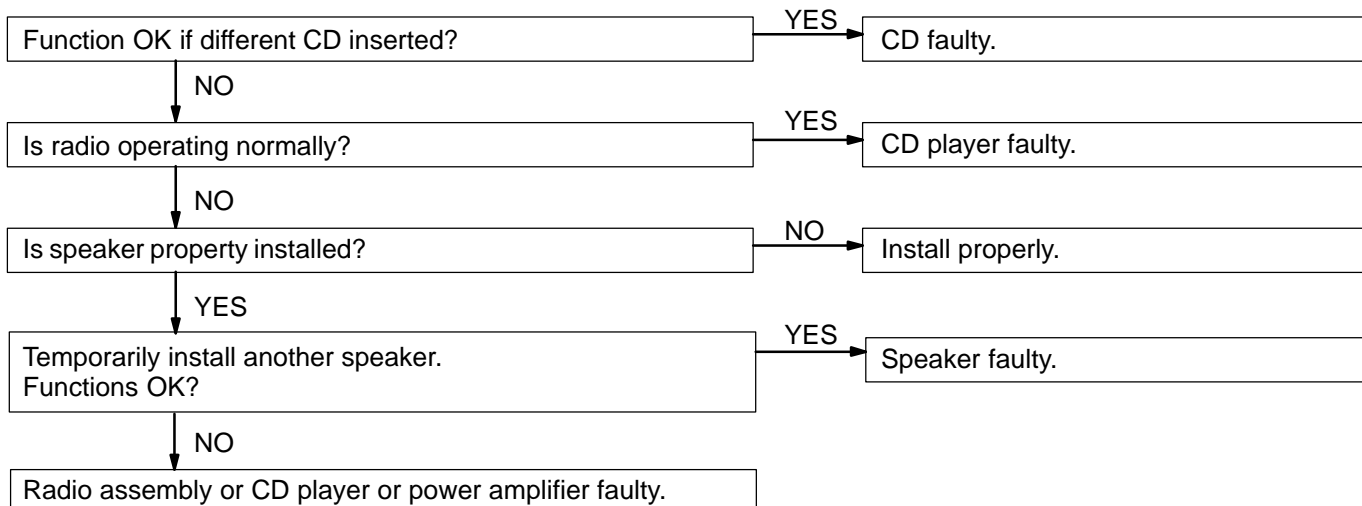 Function OK if different CD inserted?
YES
CD faulty.
NO
Is radio operating normally?
YES
CD player faulty.
NO
Is speaker property installed?
NO
Install properly.
YES
Temporarily install another speaker.
Functions OK?
YES
Speaker faulty.
NO
Radio assembly or CD player or power amplifier faulty.